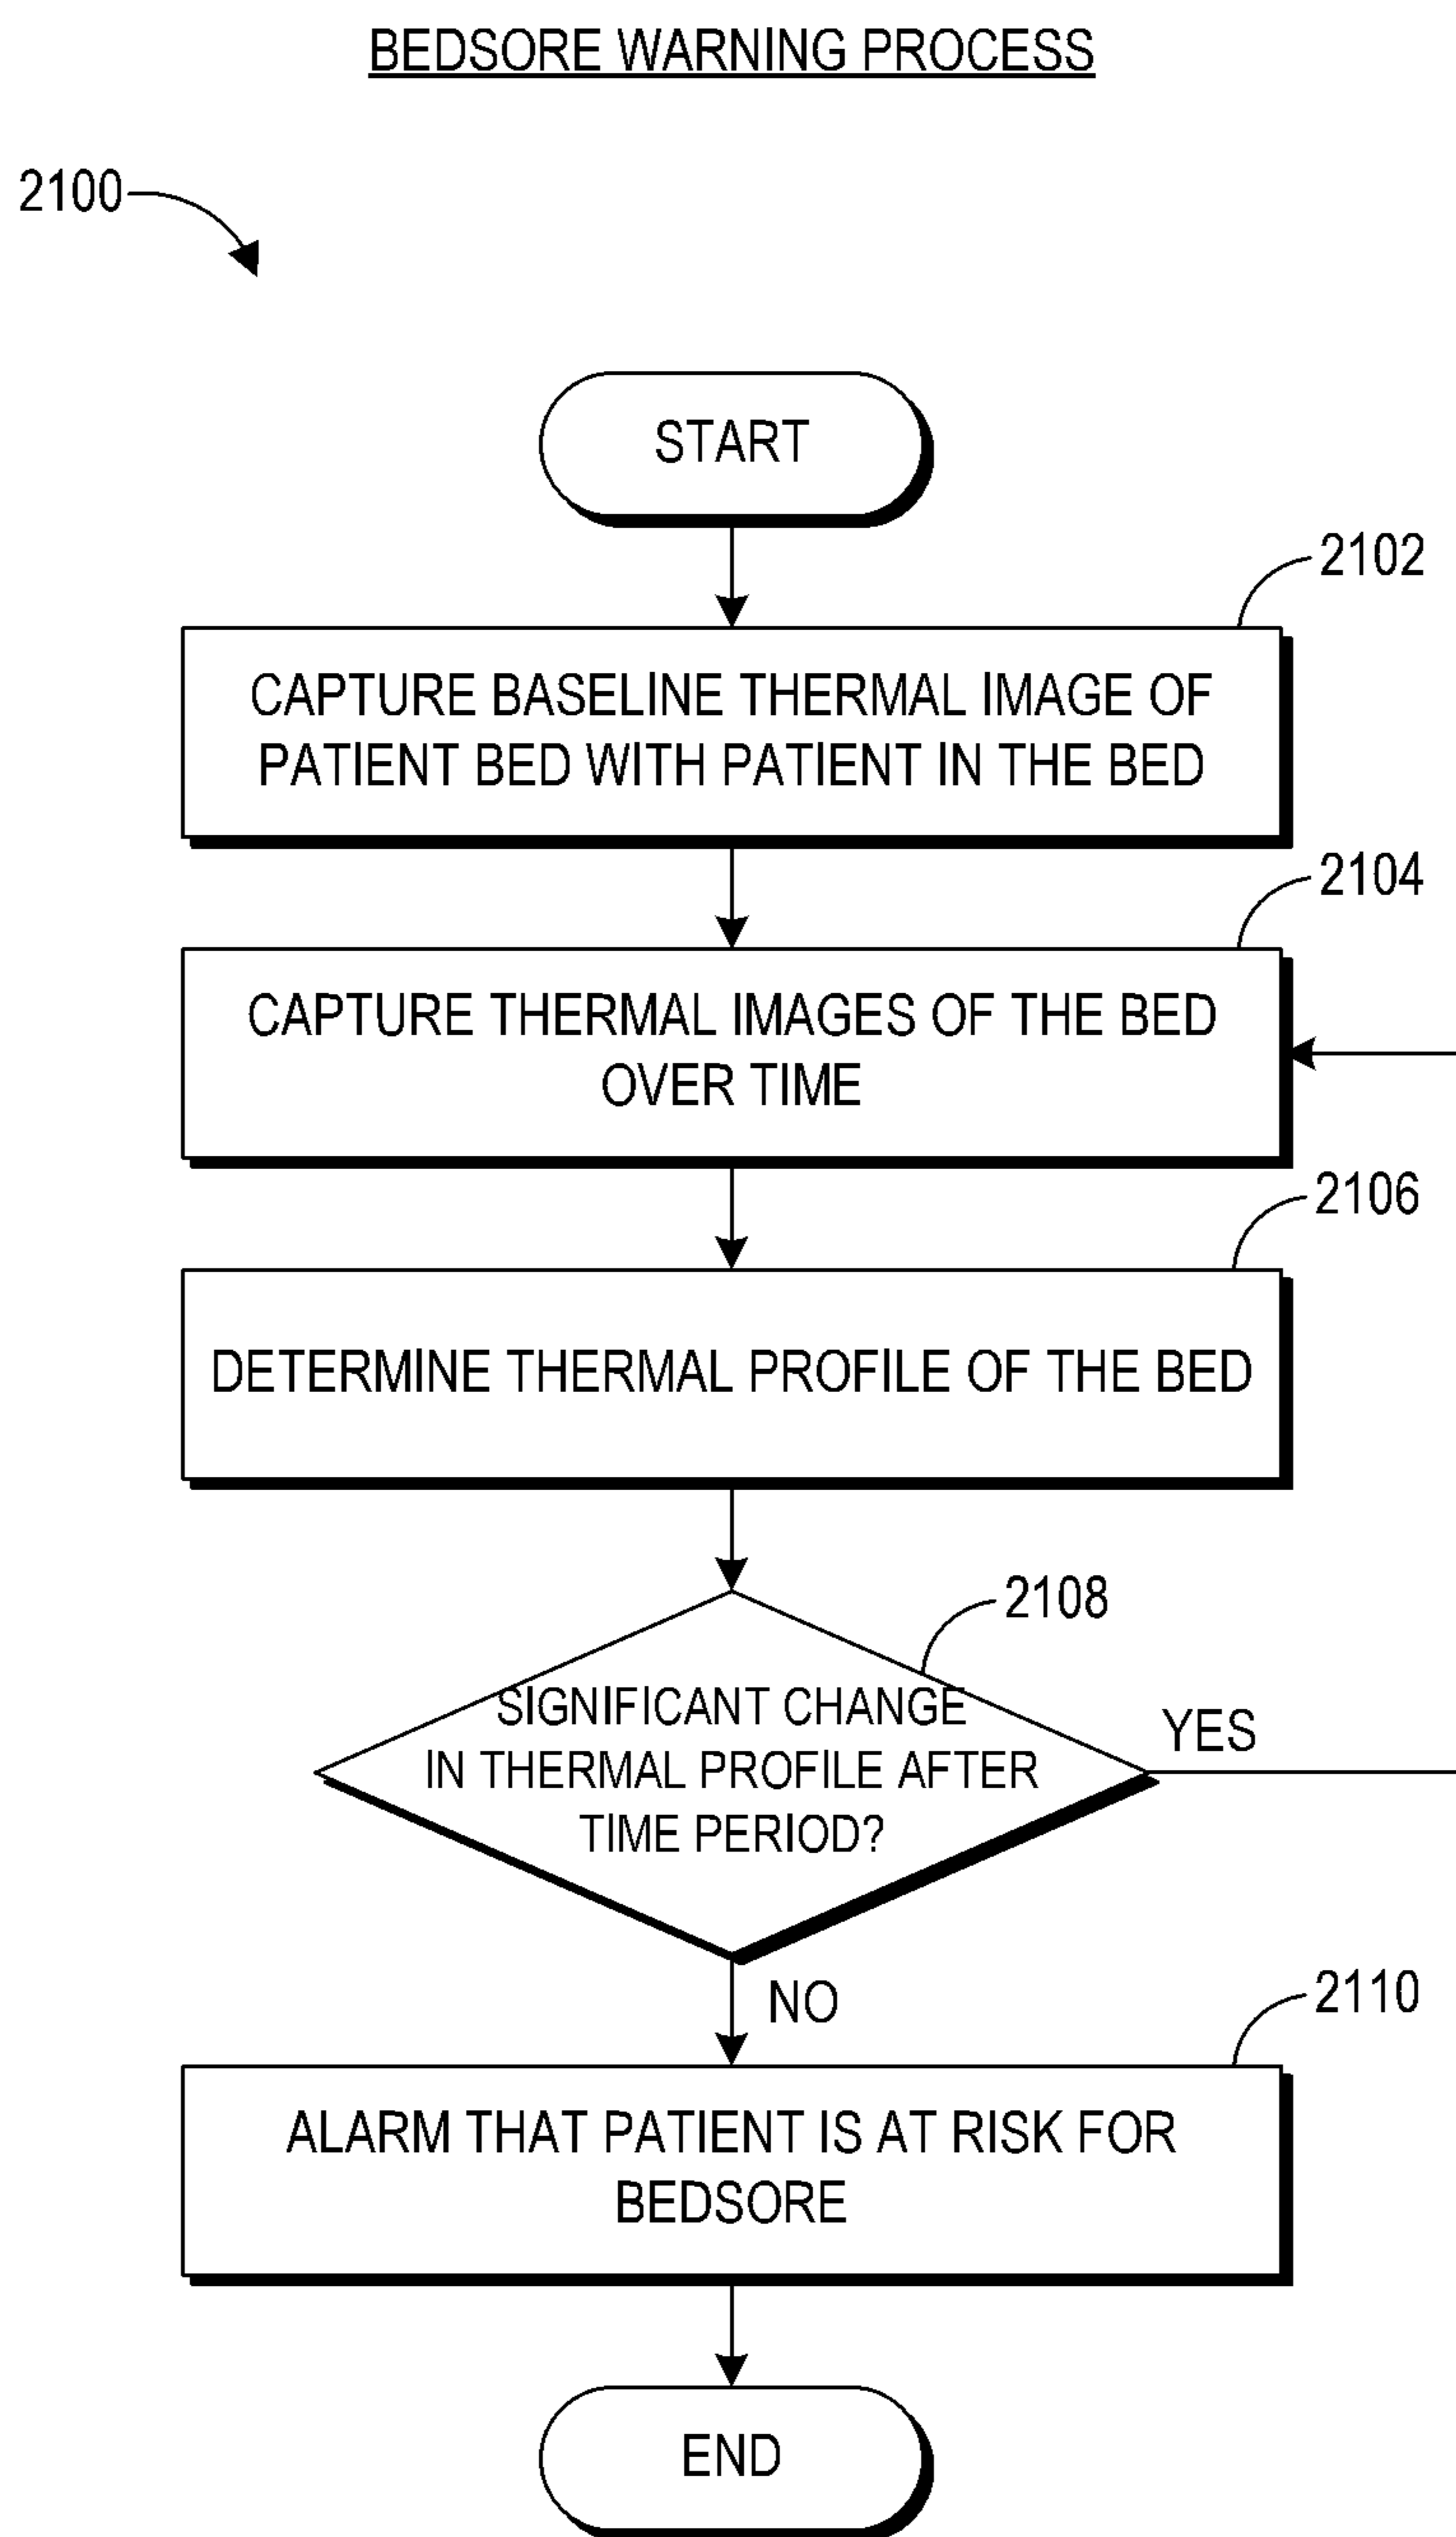 BEDSORE WARNING PROCESS
2100
START
2102
CAPTURE BASELINE THERMAL IMAGE OF
PATIENT BED WITH PATIENT IN THE BED
2104
CAPTURE THERMAL IMAGES OF THE BED
OVER TIME
2106
DETERMINE THERMAL PROFILE OF THE BED
2108
SIGNIFICANT CHANGE
IN THERMAL PROFILE AFTER
TIME PERIOD?
YES
NO
2110
ALARM THAT PATIENT IS AT RISK FOR
BEDSORE
END